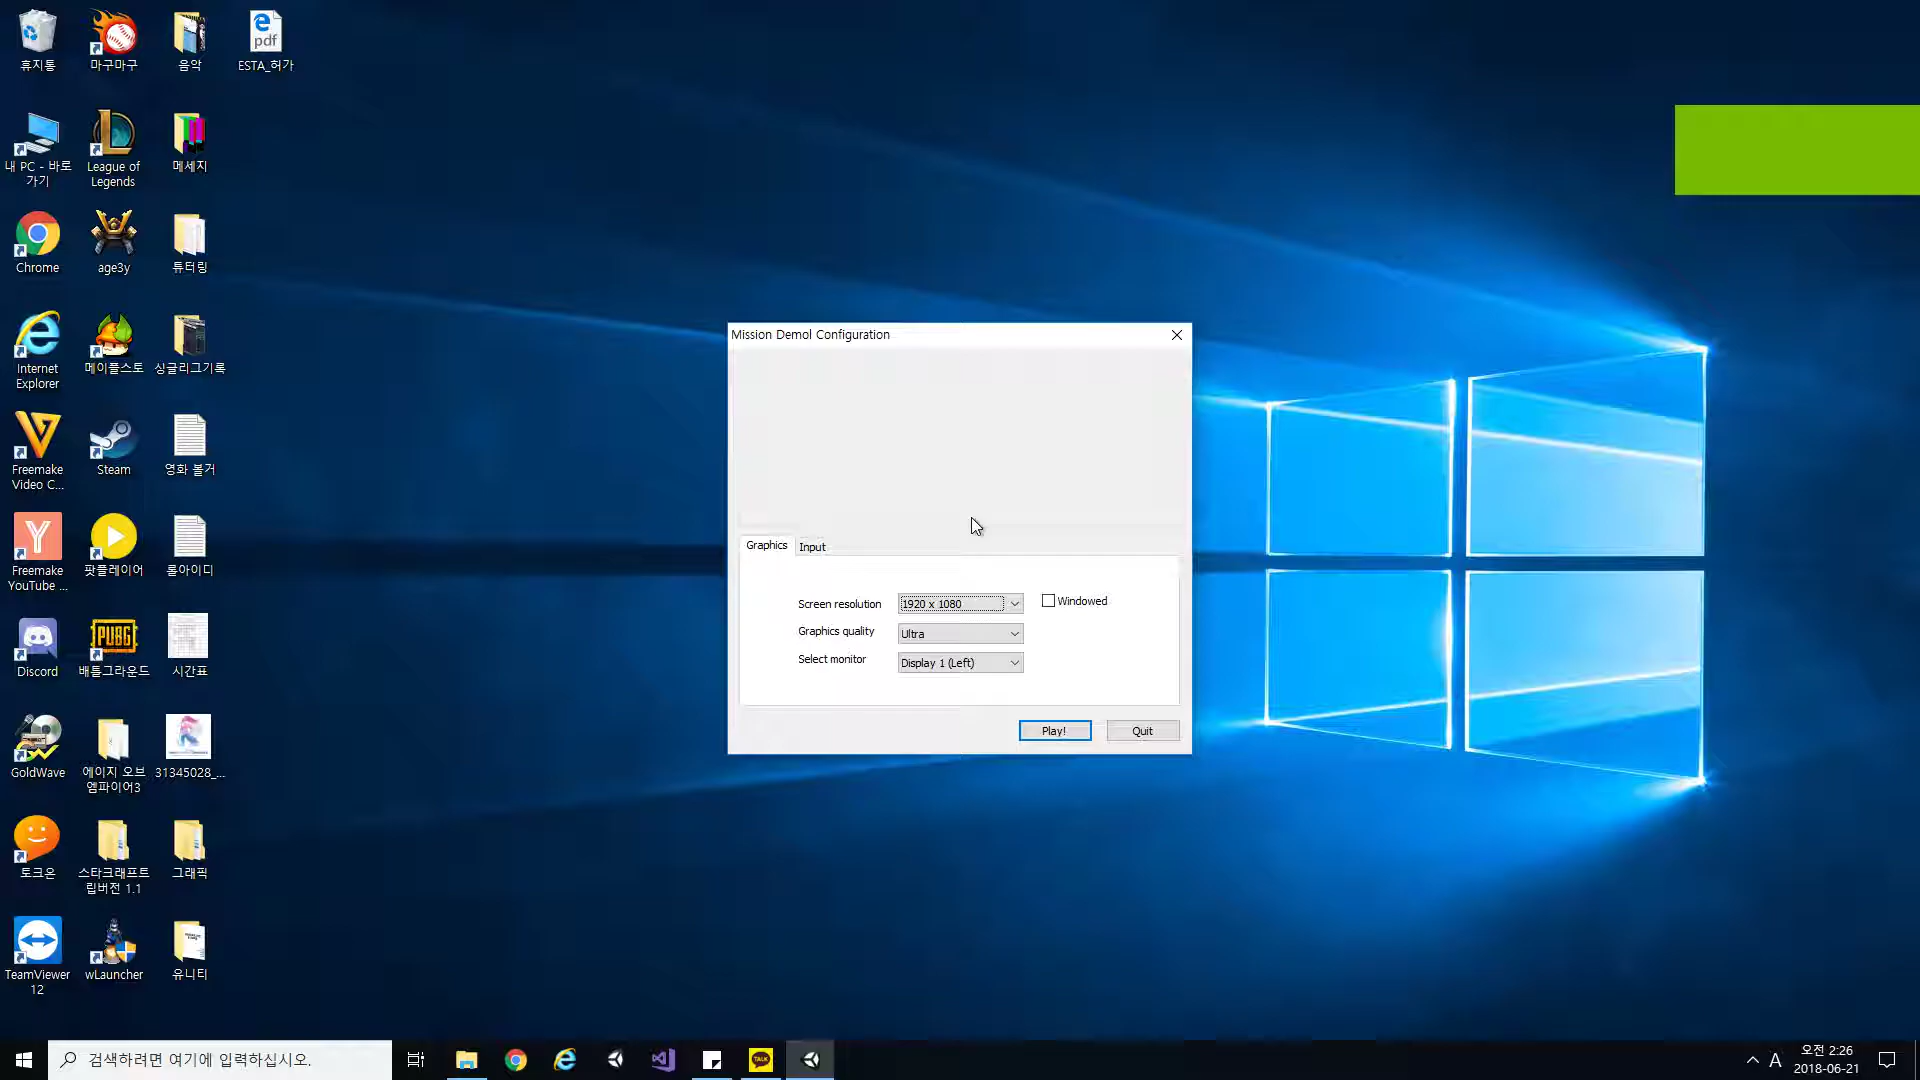 휴지통
마구마구
음악
pdf
ESTA_허가
내 PC - 바로
가기
League of
Legends
메세지
Chrome
age3y
튜터링
Internet
Explorer
메이플스토
싱글리그기록
Freemake
Video C...
Steam
영화 볼거
Freemake
YouTube ...
팟플레이어
롤아이디
Discord
PUBG
배틀그라운드
시간표
GoldWave
에이지 오브
엠파이어3
31345028_...
토크온
스타크래프트
립버전 1.1
그래픽
TeamViewer
12
wLauncher
유니티
Mission Demol Configuration
Graphics
Input
Screen resolution
1920 x 1080
Windowed
Graphics quality
Ultra
Select monitor
Display 1 (Left)
Play!
Quit
검색하려면 여기에 입력하십시오.
TALK
A
오전 2:26
2018-06-21